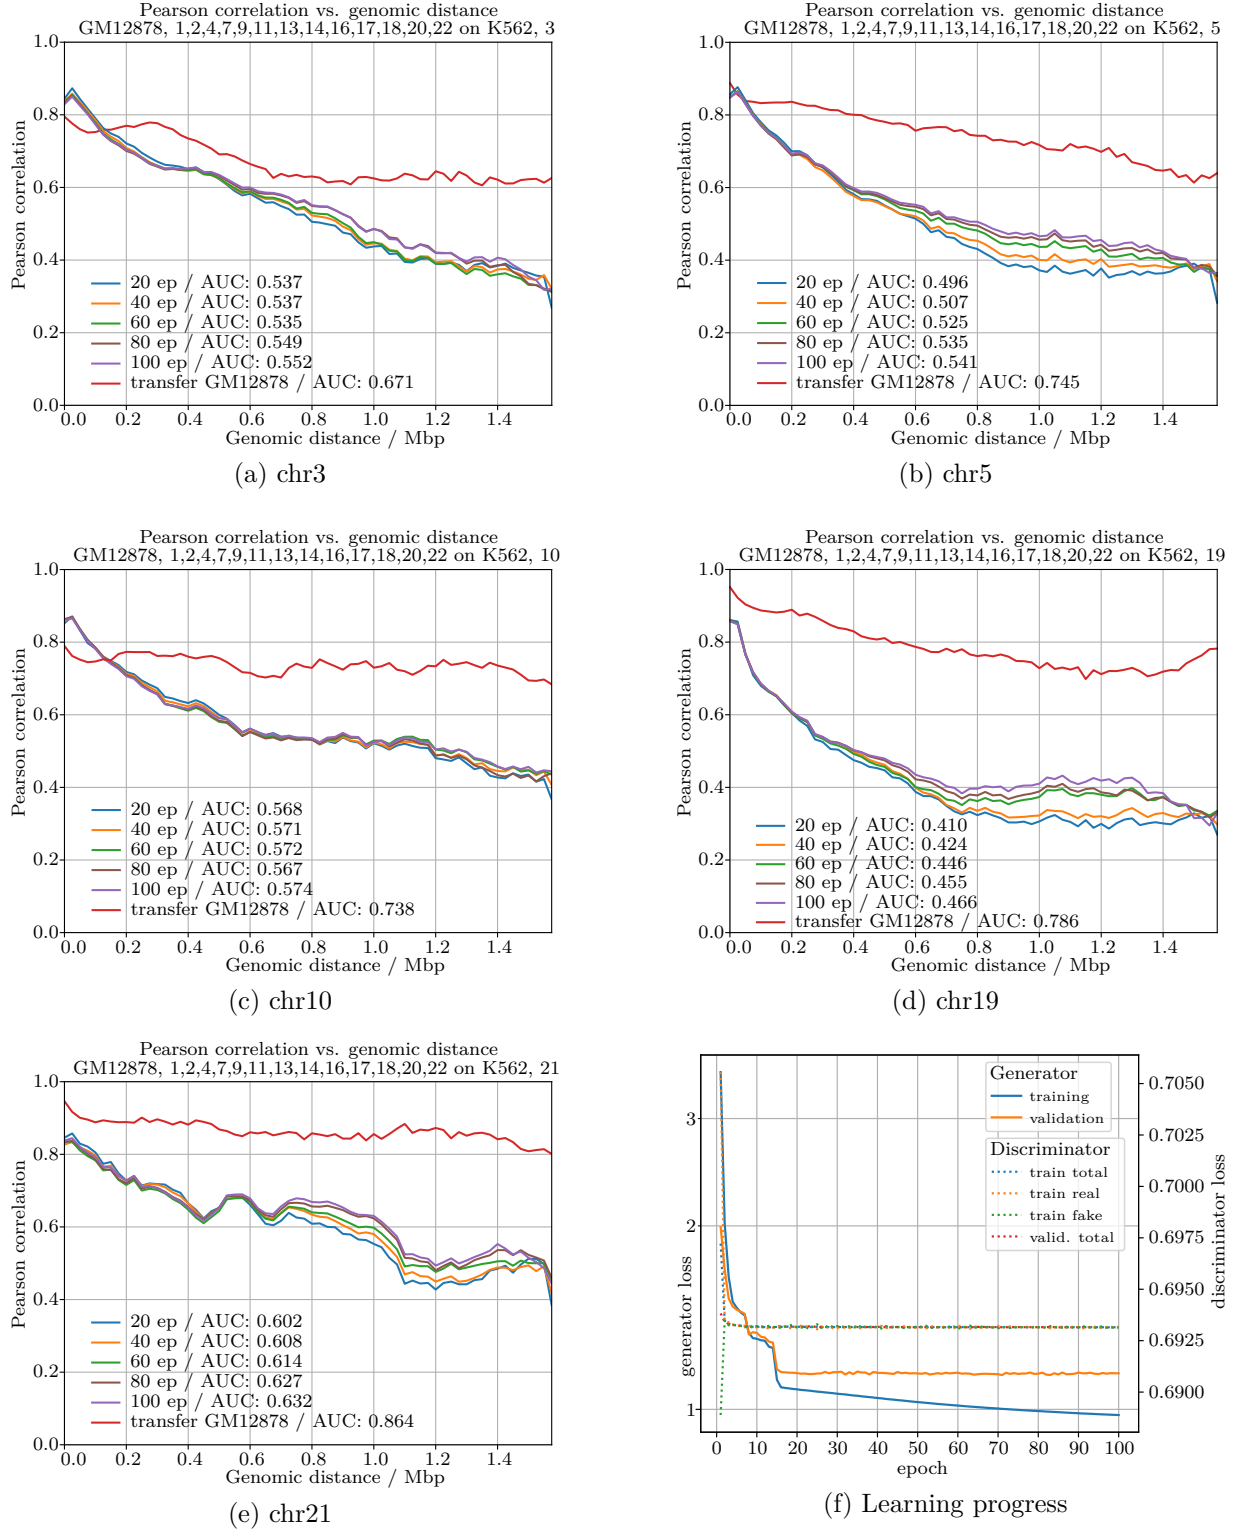 Pearson correlation vs. genomic distance
GM12878, 1,2,4,7,9,11,13,14,16,17,18,20,22 on K562, 3
1.0
0.8
0.6
0.4
0.2
0.0
Pearson correlation
20 ep / AUC: 0.537
40 ep / AUC: 0.537
60 ep / AUC: 0.535
80 ep / AUC: 0.549
100 ep / AUC: 0.552
transfer GM12878 / AUC: 0.671
0.0 0.2 0.4 0.6 0.8 1.0 1.2 1.4
Genomic distance / Mbp
(a) chr3
Pearson correlation vs. genomic distance
GM12878, 1,2,4,7,9,11,13,14,16,17,18,20,22 on K562, 5
1.0
0.8
0.6
0.4
0.2
0.0
Pearson correlation
20 ep / AUC: 0.496
40 ep / AUC: 0.507
60 ep / AUC: 0.525
80 ep / AUC: 0.535
100 ep / AUC: 0.541
transfer GM12878 / AUC: 0.745
0.0 0.2 0.4 0.6 0.8 1.0 1.2 1.4
Genomic distance / Mbp
(b) chr5
Pearson correlation vs. genomic distance
GM12878, 1,2,4,7,9,11,13,14,16,17,18,20,22 on K562, 10
1.0
0.8
0.6
0.4
0.2
0.0
Pearson correlation
20 ep / AUC: 0.568
40 ep / AUC: 0.571
60 ep / AUC: 0.572
80 ep / AUC: 0.567
100 ep / AUC: 0.574
transfer GM12878 / AUC: 0.738
0.0 0.2 0.4 0.6 0.8 1.0 1.2 1.4
Genomic distance / Mbp
(c) chr10
Pearson correlation vs. genomic distance
GM12878, 1,2,4,7,9,11,13,14,16,17,18,20,22 on K562, 19
1.0
0.8
0.6
0.4
0.2
0.0
Pearson correlation
20 ep / AUC: 0.410
40 ep / AUC: 0.424
60 ep / AUC: 0.446
80 ep / AUC: 0.455
100 ep / AUC: 0.466
transfer GM12878 / AUC: 0.786
0.0 0.2 0.4 0.6 0.8 1.0 1.2 1.4
Genomic distance / Mbp
(d) chr19
Pearson correlation vs. genomic distance
GM12878, 1,2,4,7,9,11,13,14,16,17,18,20,22 on K562, 21
1.0
0.8
0.6
0.4
0.2
0.0
Pearson correlation
20 ep / AUC: 0.602
40 ep / AUC: 0.608
60 ep / AUC: 0.614
80 ep / AUC: 0.627
100 ep / AUC: 0.632
transfer GM12878 / AUC: 0.864
0.0 0.2 0.4 0.6 0.8 1.0 1.2 1.4
Genomic distance / Mbp
(e) chr21
3
2
1
generator loss
Generator
training
validation
Discriminator
train total
train real
train fake
valid. total
0.7050
0.7025
0.7000
0.6975
0.6950
0.6925
0.6900
discriminator loss
0 10 20 30 40 50 60 70 80 90 100
epoch
(f) Learning progress